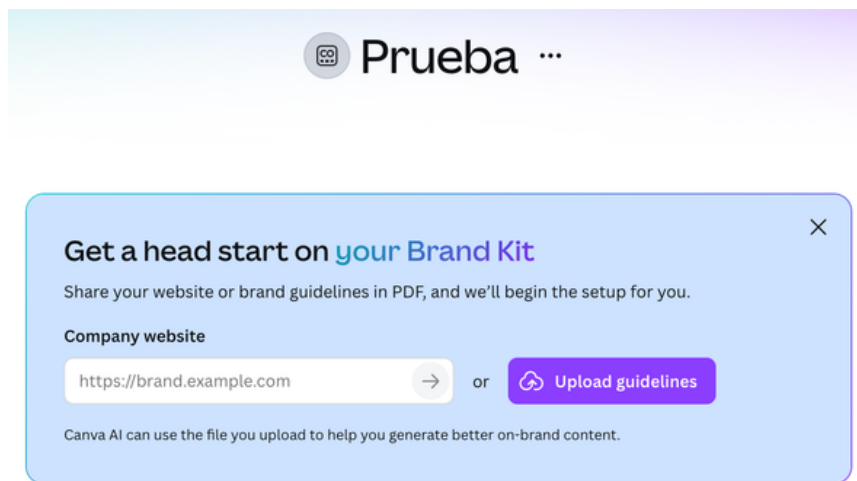 CO
Prueba ...
Get a head start on your Brand Kit
Share your website or brand guidelines in PDF, and we’ll begin the setup for you.
Company website
https://brand.example.com
or
Upload guidelines
Canva AI can use the file you upload to help you generate better on-brand content.